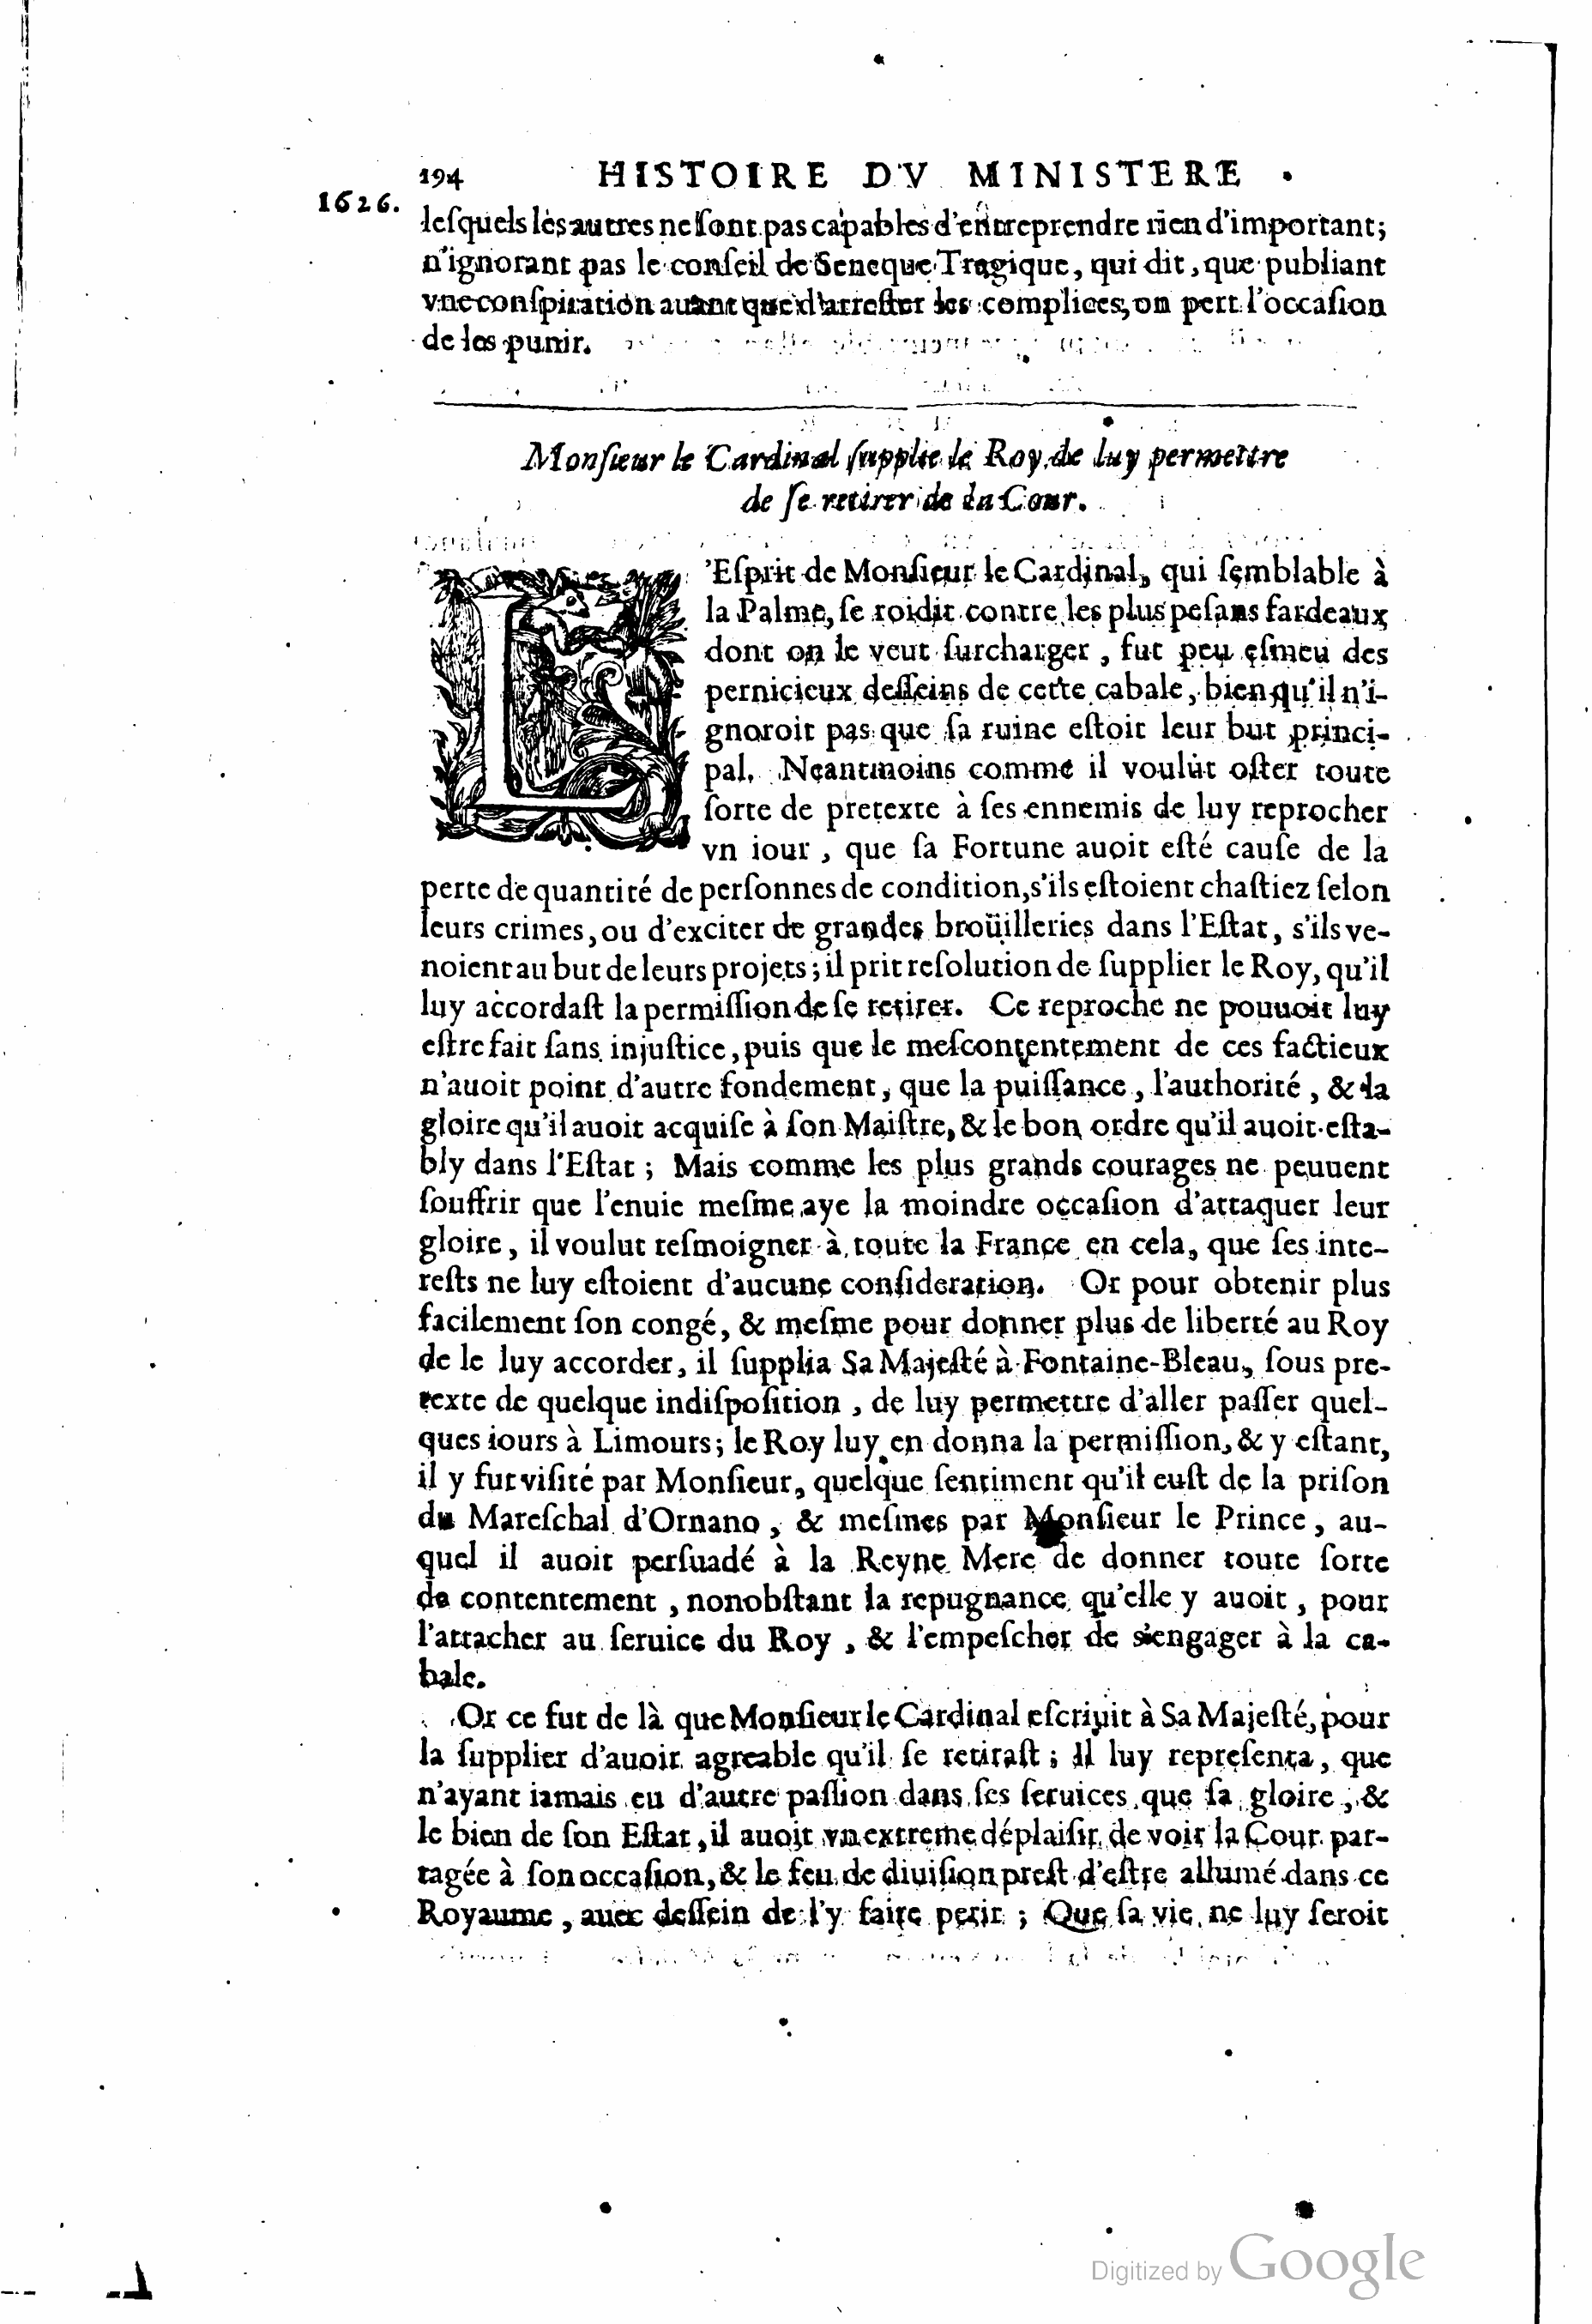 194 HISTOIRE DV MINISTERE
1626.
leſquels les autres ne ſont pas capables d'entreprendre rien d'important;
n'ignorant pas le conſeil de Seneque Tragique, qui dit, que publiant
vne conſpiration auant que d'arreſter les complices, on pert l'occaſion
de les punir.
Monſieur le Cardinal ſupplie le Roy de luy permettre
de ſe retirer de la Cour.
L'Eſprit de Monſieur le Cardinal, qui ſemblable à
la Palme, ſe roidit contre les plus peſans fardeaux
dont on le veut ſurcharger, fut peu eſmeu des
pernicieux deſſeins de cette cabale, bien qu'il n'i-
gnoroit pas que ſa ruine eſtoit leur but princi-
pal. Neantmoins comme il voulût oſter toute
ſorte de pretexte à ſes ennemis de luy reprocher
vn iour, que ſa Fortune auoit eſté cauſe de la
perte de quantité de perſonnes de condition, s'ils eſtoient chaſtiez ſelon
leurs crimes, ou d'exciter de grandes broüilleries dans l'Eſtat, s'ils ve-
noient au but de leurs projets; il prit reſolution de ſupplier le Roy, qu'il
luy accordaſt la permiſſion de ſe retirer. Ce reproche ne pouuoit luy
eſtre fait ſans injuſtice, puis que le meſcontentement de ces factieux
n'auoit point d'autre fondement, que la puiſſance, l'authorité, & la
gloire qu'il auoit acquiſe à ſon Maiſtre, & le bon ordre qu'il auoit eſta-
bly dans l'Eſtat; Mais comme les plus grands courages ne peuuent
ſouffrir que l'enuie meſme aye la moindre occaſion d'attaquer leur
gloire, il voulut teſmoigner à toute la France en cela, que ſes inte-
reſts ne luy eſtoient d'aucune conſideration. Or pour obtenir plus
facilement ſon congé, & meſme pour donner plus de liberté au Roy
de le luy accorder, il ſupplia Sa Majeſté à Fontaine-Bleau, ſous pre-
texte de quelque indiſpoſition, de luy permettre d'aller paſſer quel-
ques iours à Limours; le Roy luy en donna la permiſſion, & y eſtant,
il y fut viſité par Monſieur, quelque ſentiment qu'il euſt de la priſon
du Mareſchal d'Ornano, & meſmes par Monſieur le Prince, au-
quel il auoit perſuadé à la Reyne Mere de donner toute ſorte
de contentement, nonobſtant la repugnance qu'elle y auoit, pour
l'attacher au ſeruice du Roy, & l'empeſcher de s'engager à la ca-
bale.
Or ce fut de là que Monſieur le Cardinal eſcriuit à Sa Majeſté, pour
la ſupplier d'auoir agreable qu'il ſe retiraſt; Il luy repreſenta, que
n'ayant iamais eu d'autre paſſion dans ſes ſeruices que ſa gloire, &
le bien de ſon Eſtat, il auoit vn extreme déplaiſir de voir la Cour par-
tagée à ſon occaſion, & le feu de diuiſion preſt d'eſtre allumé dans ce
Royaume, auec deſſein de l'y faire perir; Que ſa vie ne luy ſeroit
Digitized by Google